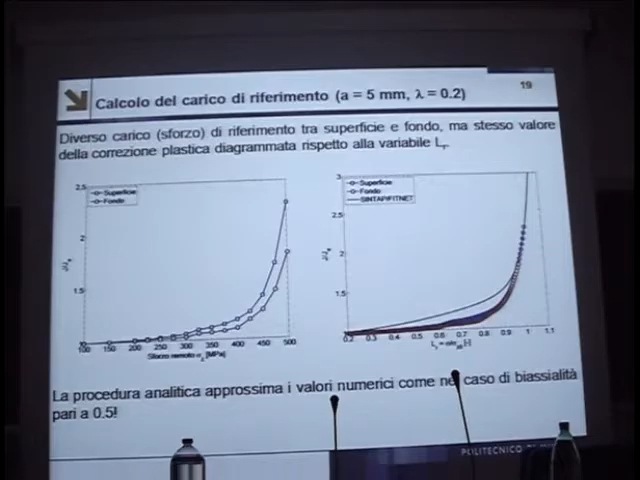 19
Calcolo del carico di riferimento (a = 5 mm, λ = 0.2)
Diverso carico (sforzo) di riferimento tra superficie e fondo, ma stesso valore
della correzione plastica diagrammata rispetto alla variabile Lr.
2.5
2
1.5
Superficie
Fondo
100 150 200 250 300 350 400 450 500
Sforzo remoto
[MPa]
3
2.5
2
1.5
Superficie
Fondo
SINTAP/FITNET
0.2 0.3 0.4 0.5 0.6 0.7 0.8 0.9 1 1.1
La procedura analitica approssima i valori numerici come nel caso di biassialità
pari a 0.5!
POLITECNICO